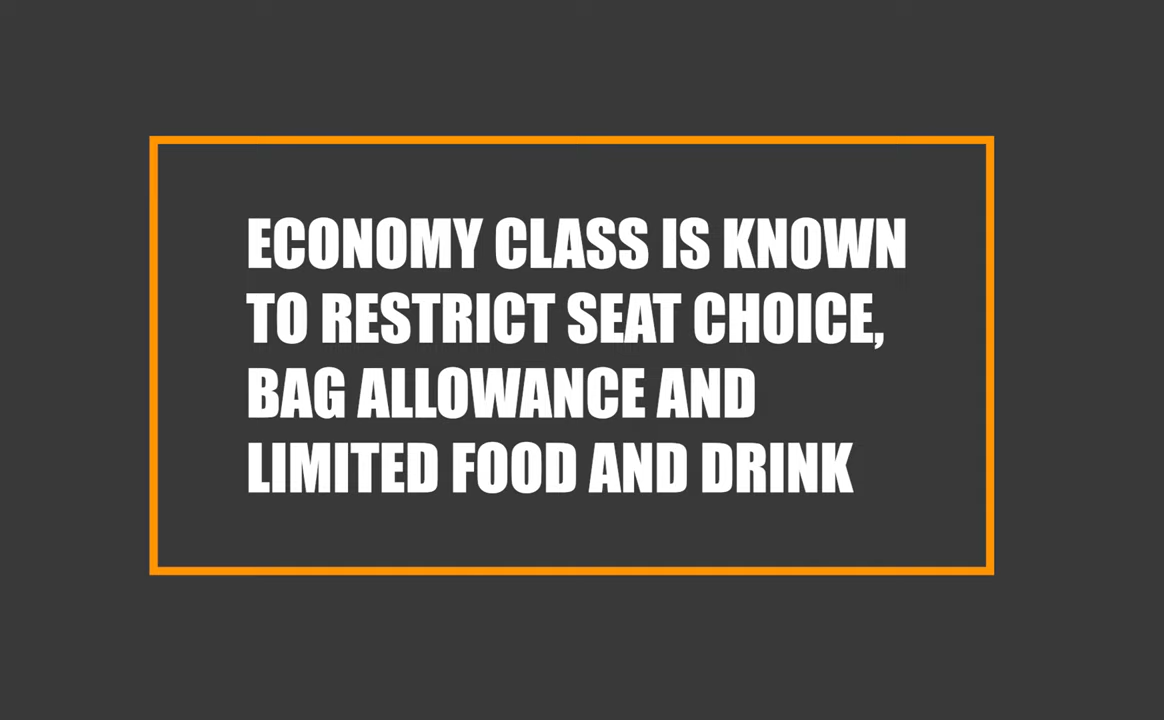 ECONOMY CLASS IS KNOWN
TO RESTRICT SEAT CHOICE,
BAG ALLOWANCE AND
LIMITED FOOD AND DRINK